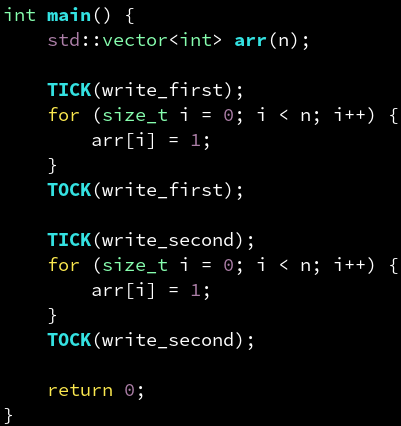 int main() {
    std::vector<int> arr(n);

    TICK(write_first);
    for (size_t i = 0; i < n; i++) {
        arr[i] = 1;
    }
    TOCK(write_first);

    TICK(write_second);
    for (size_t i = 0; i < n; i++) {
        arr[i] = 1;
    }
    TOCK(write_second);

    return 0;
}